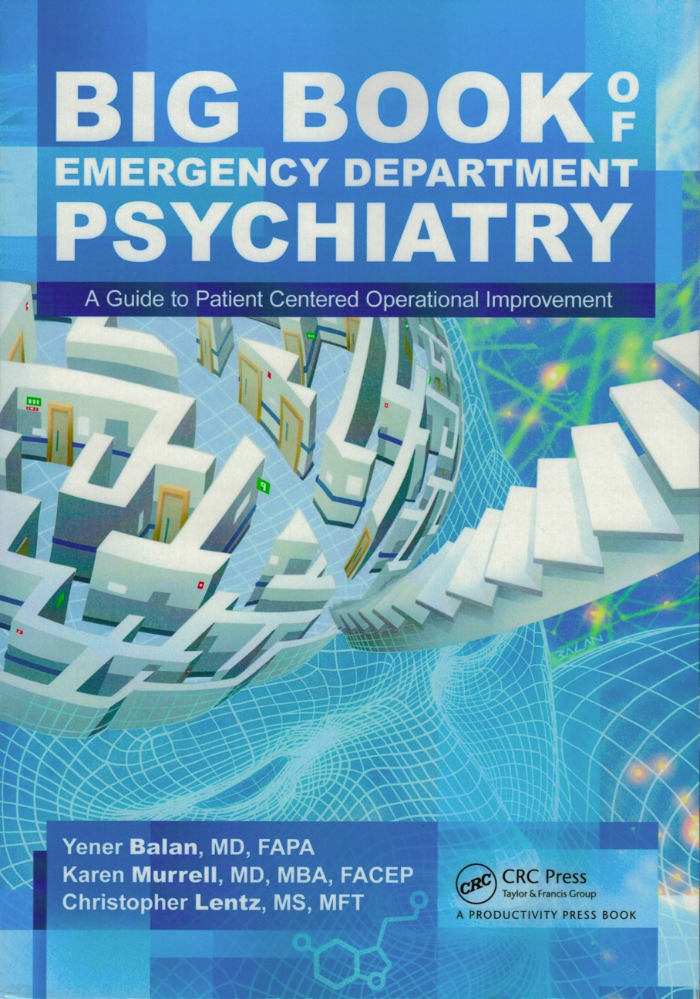 BIG BOOK OF
EMERGENCY DEPARTMENT
PSYCHIATRY
A Guide to Patient Centered Operational Improvement
BALAN
Yener Balan, MD, FAPA
Karen Murrell, MD, MBA, FACEP
Christopher Lentz, MS, MFT
CRC CRC Press
Taylor & Francis Group
A PRODUCTIVITY PRESS BOOK